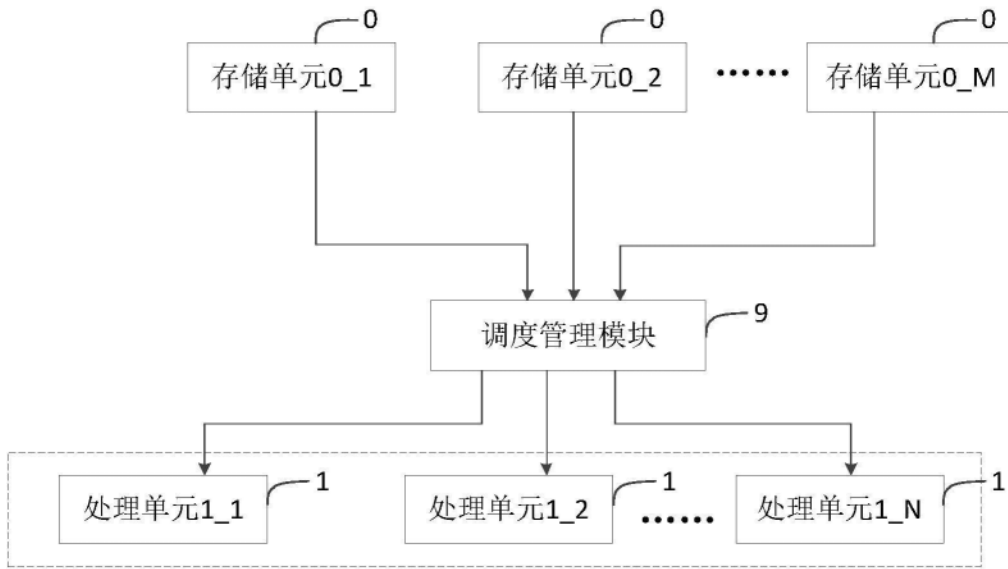 0 0 0
存储单元0_1 存储单元0_2 ...... 存储单元0_M
9
调度管理模块
1 1 1
处理单元1_1 处理单元1_2 ...... 处理单元1_N